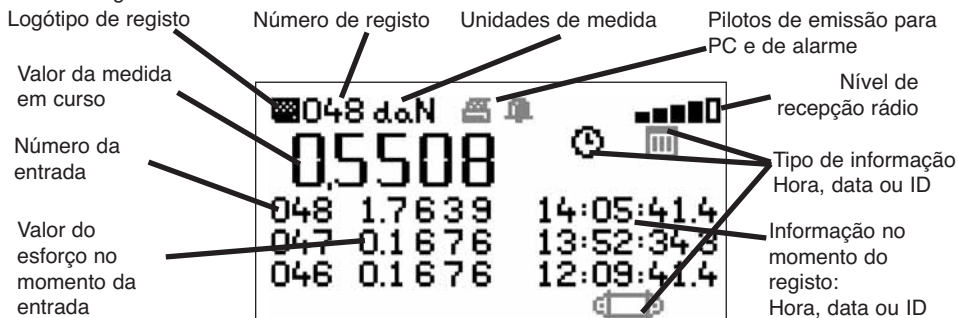 Logótipo de registo
Número de registo
Unidades de medida
Pilotos de emissão para
PC e de alarme
Valor da medida
em curso
Nível de
recepção rádio
048 daN
0.5508
Número da
entrada
Tipo de informação
Hora, data ou ID
048 1.7639 14:05:41.4
047 0.1676 13:52:34.3
046 0.1676 12:09:41.4
Valor do
esforço no
momento da
entrada
Informação no
momento do
registo:
Hora, data ou ID